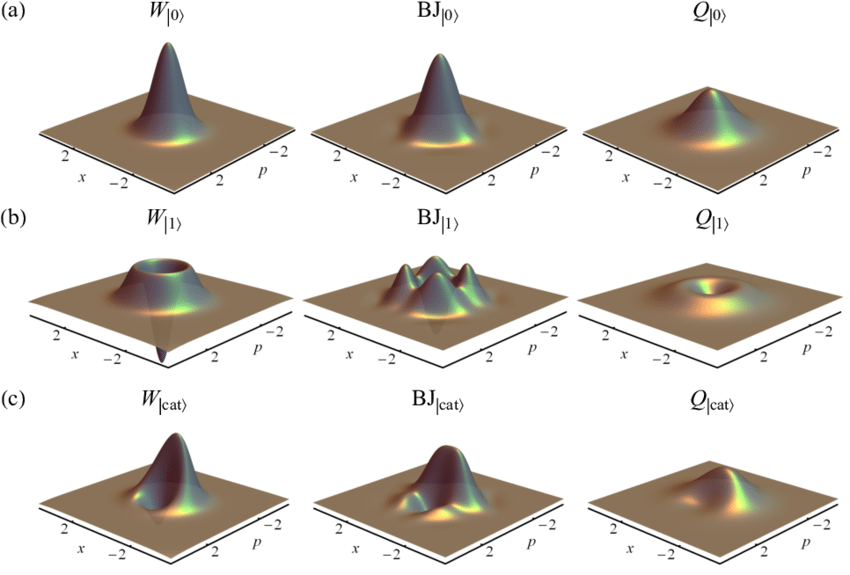 (a) W|0⟩ BJ|0⟩ Q|0⟩
2 x −2 2 p −2 2 x −2 2 p −2 2 x −2 2 p −2
(b) W|1⟩ BJ|1⟩ Q|1⟩
2 x −2 2 p −2 2 x −2 2 p −2 2 x −2 2 p −2
(c) W|cat⟩ BJ|cat⟩ Q|cat⟩
2 x −2 2 p −2 2 x −2 2 p −2 2 x −2 2 p −2